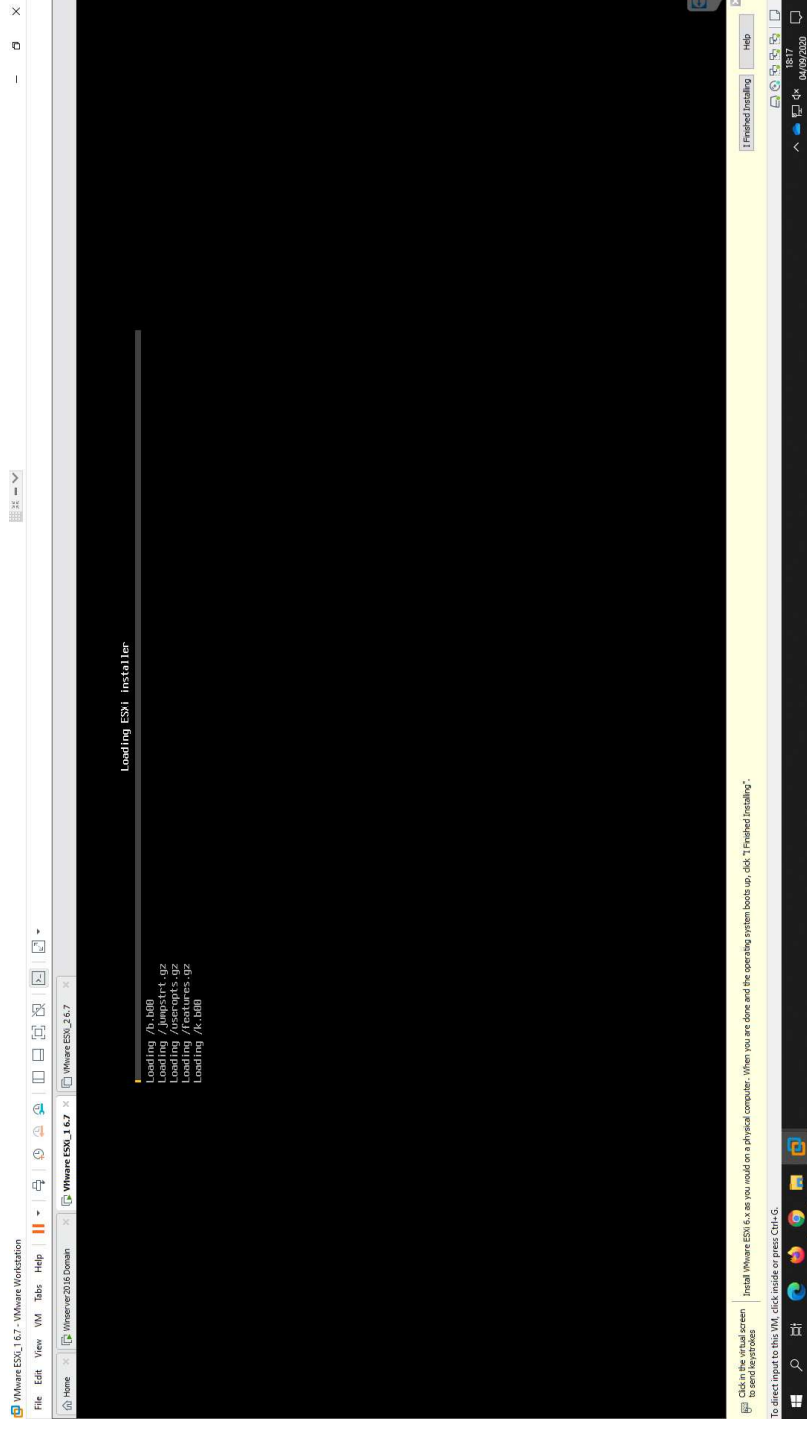 VMware ESXi_1 6.7 - VMware Workstation
File Edit View VM Tabs Help
Home
Winserver2016 Domain
VMware ESXi_1 6.7
VMware ESXi_2 6.7
Loading ESXi installer
Loading /b.b00
Loading /jumpstrt.gz
Loading /useropts.gz
Loading /features.gz
Loading /k.b00
Click in the virtual screen
to send keystrokes
Install VMware ESXi 6.x as you would on a physical computer. When you are done and the operating system boots up, click "I Finished Installing".
I Finished Installing
Help
To direct input to this VM, click inside or press Ctrl+G.
18:17
04/09/2020